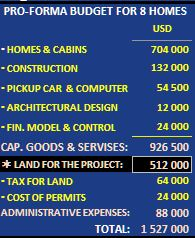 PRO-FORMA BUDGET FOR 8 HOMES
USD
- HOMES & CABINS 704 000
- CONSTRUCTION 132 000
- PICKUP CAR & COMPUTER 54 500
- ARCHITECTURAL DESIGN 12 000
- FIN. MODEL & CONTROL 24 000
CAP. GOODS & SERVISES: 926 500
* LAND FOR THE PROJECT: 512 000
- TAX FOR LAND 64 000
- COST OF PERMITS 24 000
ADMINISTRATIVE EXPENSES: 88 000
TOTAL: 1 527 000